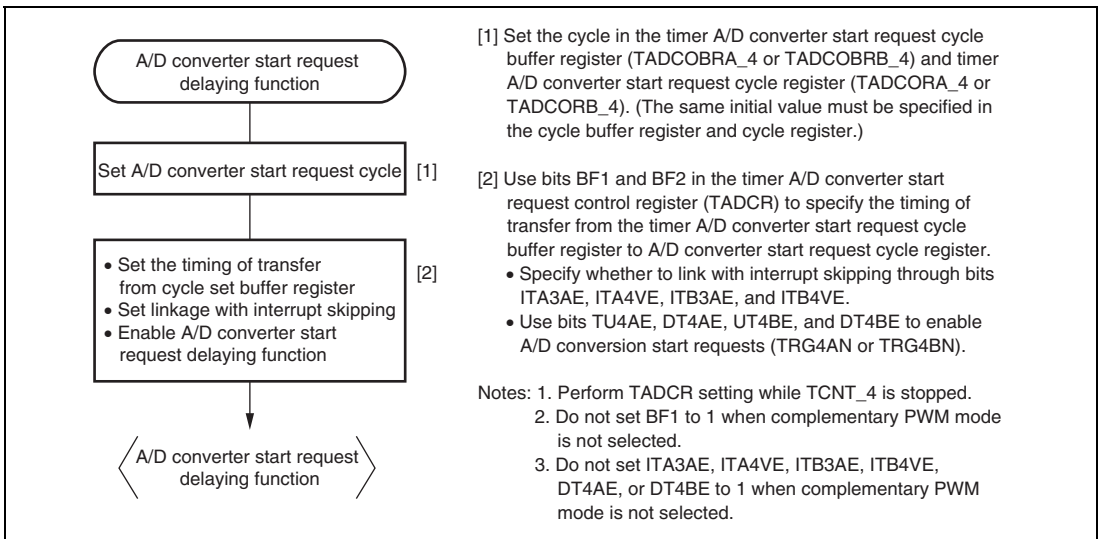 A/D converter start request
delaying function
Set A/D converter start request cycle
[1]
• Set the timing of transfer
from cycle set buffer register
• Set linkage with interrupt skipping
• Enable A/D converter start
request delaying function
[2]
A/D converter start request
delaying function
[1] Set the cycle in the timer A/D converter start request cycle
buffer register (TADCOBRA_4 or TADCOBRB_4) and timer
A/D converter start request cycle register (TADCORA_4 or
TADCORB_4). (The same initial value must be specified in
the cycle buffer register and cycle register.)
[2] Use bits BF1 and BF2 in the timer A/D converter start
request control register (TADCR) to specify the timing of
transfer from the timer A/D converter start request cycle
buffer register to A/D converter start request cycle register.
• Specify whether to link with interrupt skipping through bits
ITA3AE, ITA4VE, ITB3AE, and ITB4VE.
• Use bits TU4AE, DT4AE, UT4BE, and DT4BE to enable
A/D conversion start requests (TRG4AN or TRG4BN).
Notes: 1. Perform TADCR setting while TCNT_4 is stopped.
2. Do not set BF1 to 1 when complementary PWM mode
is not selected.
3. Do not set ITA3AE, ITA4VE, ITB3AE, ITB4VE,
DT4AE, or DT4BE to 1 when complementary PWM
mode is not selected.